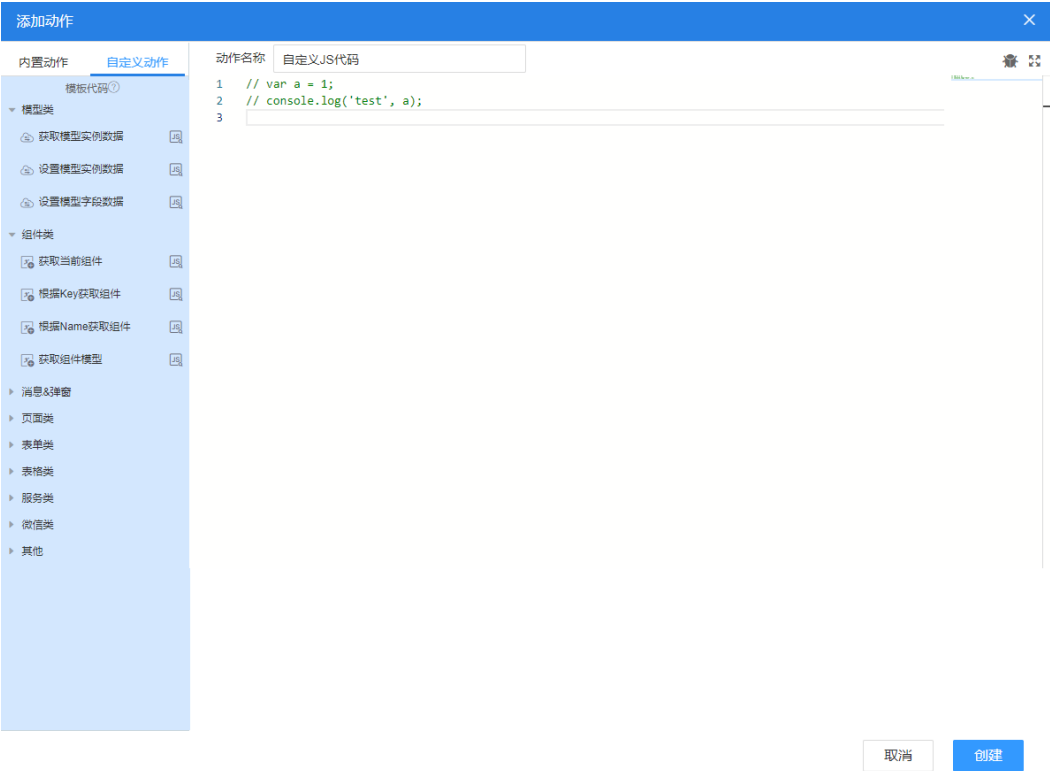 添加动作
内置动作
自定义动作
动作名称
自定义JS代码
模板代码
模型类
获取模型实例数据
设置模型实例数据
设置模型字段数据
组件类
获取当前组件
根据Key获取组件
根据Name获取组件
获取组件模型
消息&弹窗
页面类
表单类
表格类
服务类
微信类
其他
1 // var a = 1;
2 // console.log('test', a);
3
取消
创建